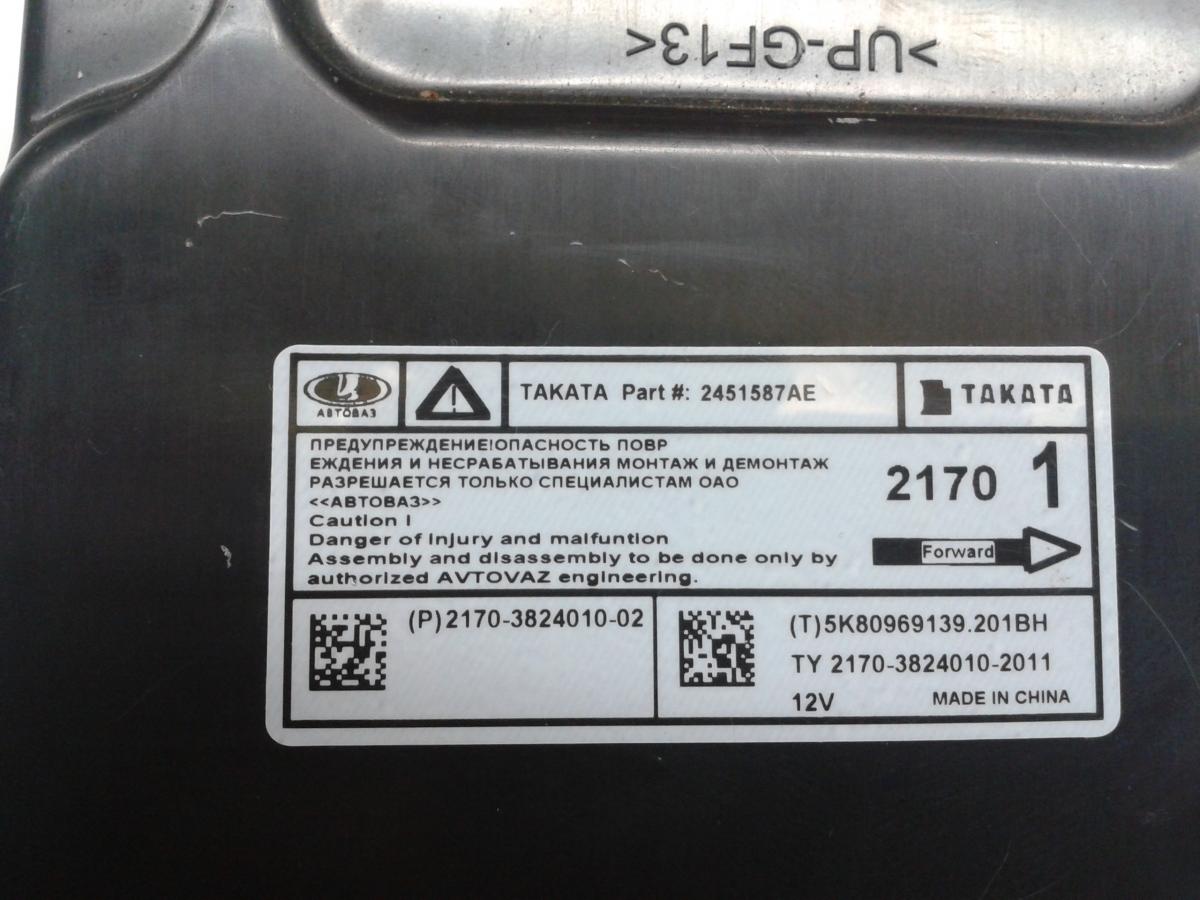 >UP-GF13<
АВТОВАЗ
TAKATA Part #: 2451587AE
TAKATA
ПРЕДУПРЕЖДЕНИЕ!ОПАСНОСТЬ ПОВР
ЕЖДЕНИЯ И НЕСРАБАТЫВАНИЯ МОНТАЖ И ДЕМОНТАЖ
РАЗРЕШАЕТСЯ ТОЛЬКО СПЕЦИАЛИСТАМ ОАО
<<АВТОВАЗ>>
Caution !
Danger of injury and malfuntion
Assembly and disassembly to be done only by
authorized AVTOVAZ engineering.
2170 1
Forward
(P)2170-3824010-02
(T)5K80969139.201BH
TY 2170-3824010-2011
12V MADE IN CHINA